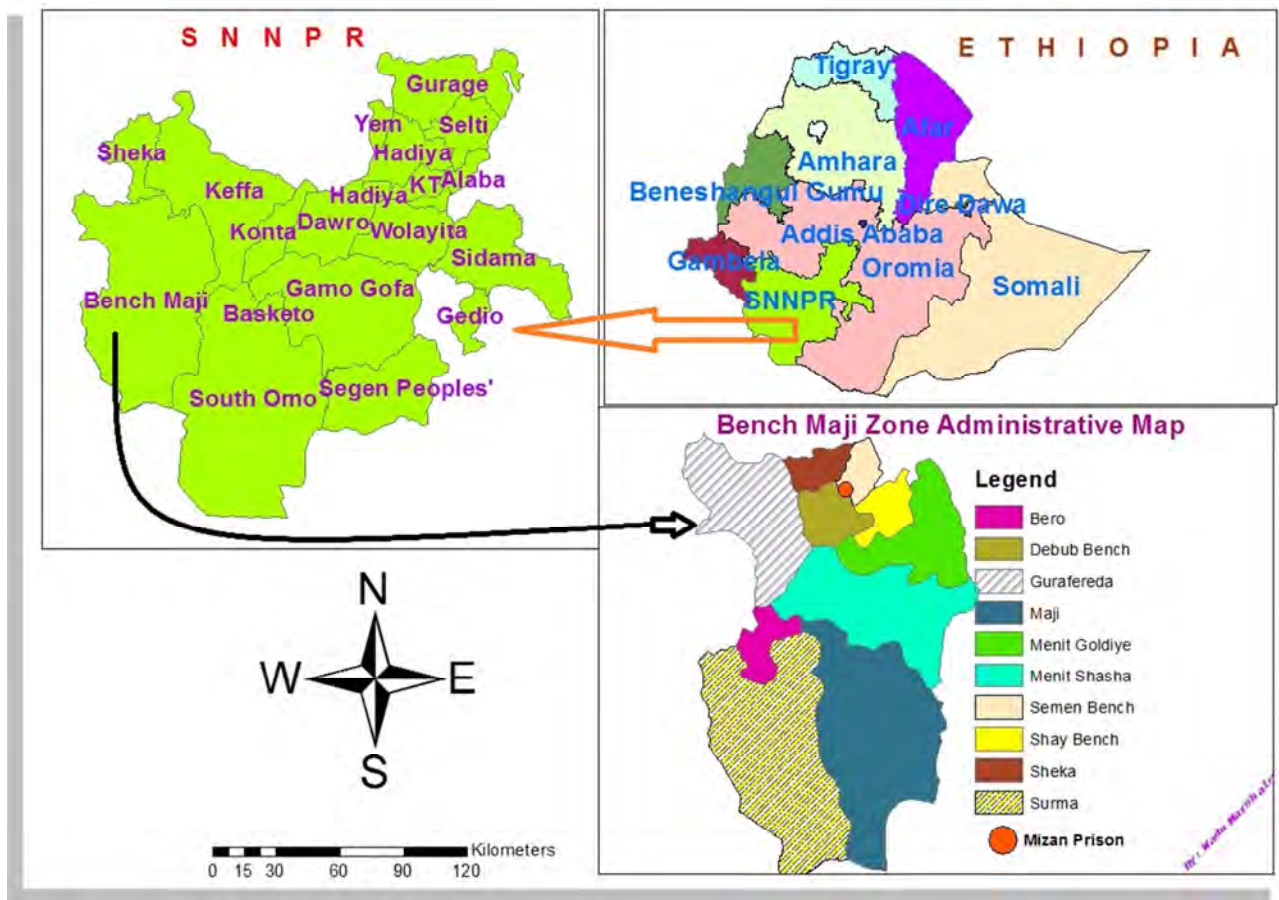 S N N P R
Gurage
Yem
Selti
Hadiya
Sheka
KT
Alaba
Keffa
Hadiya
Dawro
Konta
Wolayita
Sidama
Bench Maji
Gamo Gofa
Basketo
Gedio
South Omo
Segen Peoples'
E T H I O P I A
Tigray
Afar
Amhara
Beneshangul Gumu
Dire Dawa
Addis Ababa
Gambela
Oromia
SNNPR
Somali
Bench Maji Zone Administrative Map
Legend
Bero
Debub Bench
Gurafereda
Maji
Menit Goldiye
Menit Shasha
Semen Bench
Shay Bench
Sheka
Surma
Mizan Prison
N
W
E
S
Kilometers
0 15 30 60 90 120